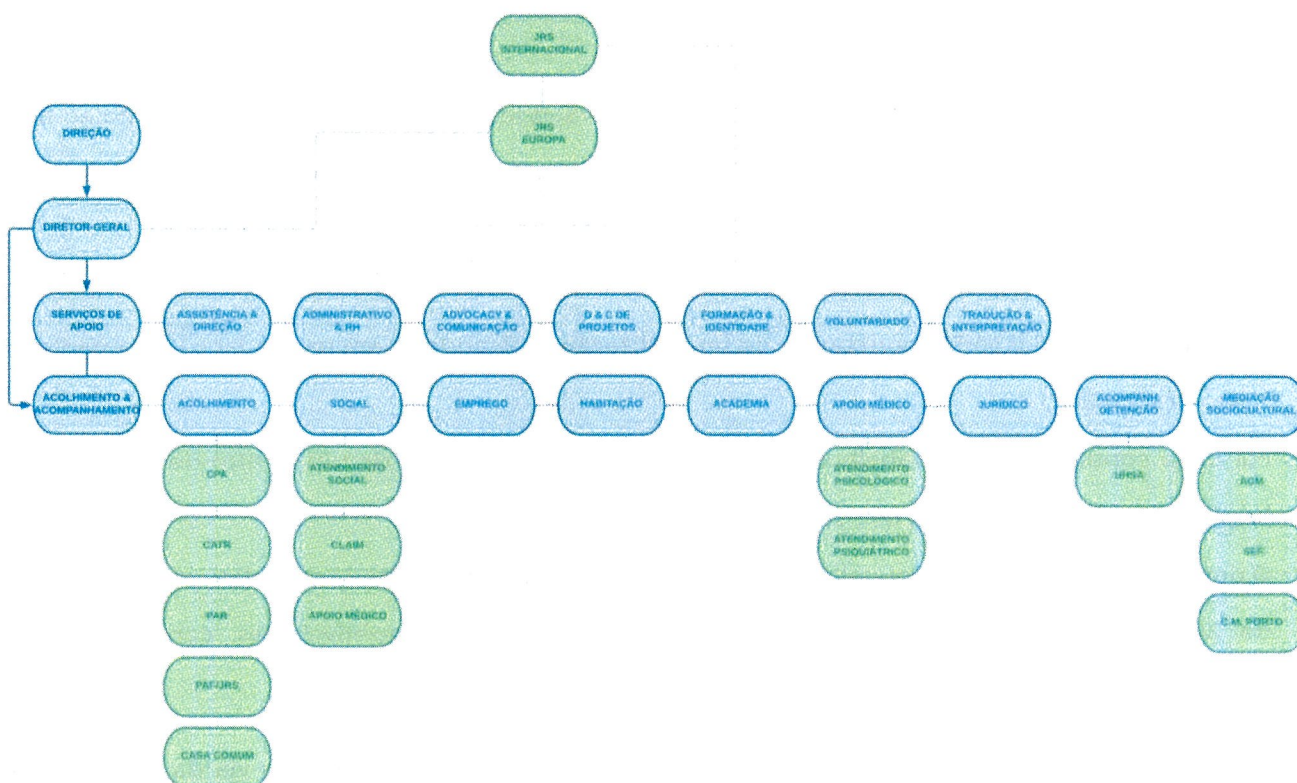 JRS
INTERNACIONAL
JRS
EUROPA
DIREÇÃO
DIRETOR-GERAL
SERVIÇOS DE
APOIO
ASSISTÊNCIA À
DIREÇÃO
ADMINISTRATIVO
& RH
ADVOCACY &
COMUNICAÇÃO
D & C DE
PROJETOS
FORMAÇÃO &
IDENTIDADE
VOLUNTARIADO
TRADUÇÃO &
INTERPRETAÇÃO
ACOLHIMENTO &
ACOMPANHAMENTO
ACOLHIMENTO
SOCIAL
EMPREGO
HABITAÇÃO
ACADEMIA
APOIO MÉDICO
JURÍDICO
ACOMPANH.
DETENÇÃO
MEDIAÇÃO
SOCIOCULTURAL
CPA
ATENDIMENTO
SOCIAL
ATENDIMENTO
PSICOLÓGICO
UHSA
ACM
CATR
CLAIM
ATENDIMENTO
PSIQUIÁTRICO
SEF
PAR
APOIO MÉDICO
C.M. PORTO
PAT/JRS
CASA COMUM